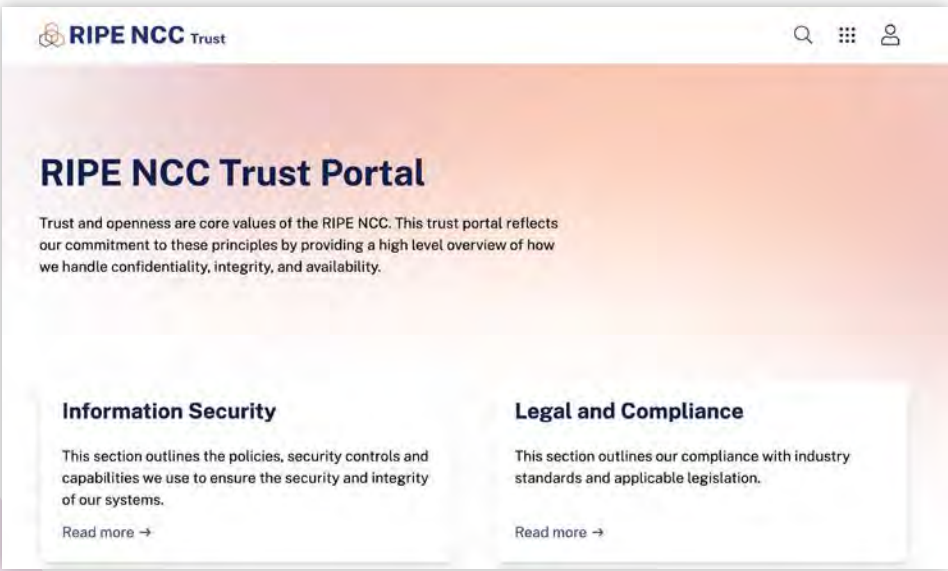 RIPE NCC Trust
RIPE NCC Trust Portal
Trust and openness are core values of the RIPE NCC. This trust portal reflects
our commitment to these principles by providing a high level overview of how
we handle confidentiality, integrity, and availability.
Information Security
This section outlines the policies, security controls and
capabilities we use to ensure the security and integrity
of our systems.
Read more →
Legal and Compliance
This section outlines our compliance with industry
standards and applicable legislation.
Read more →